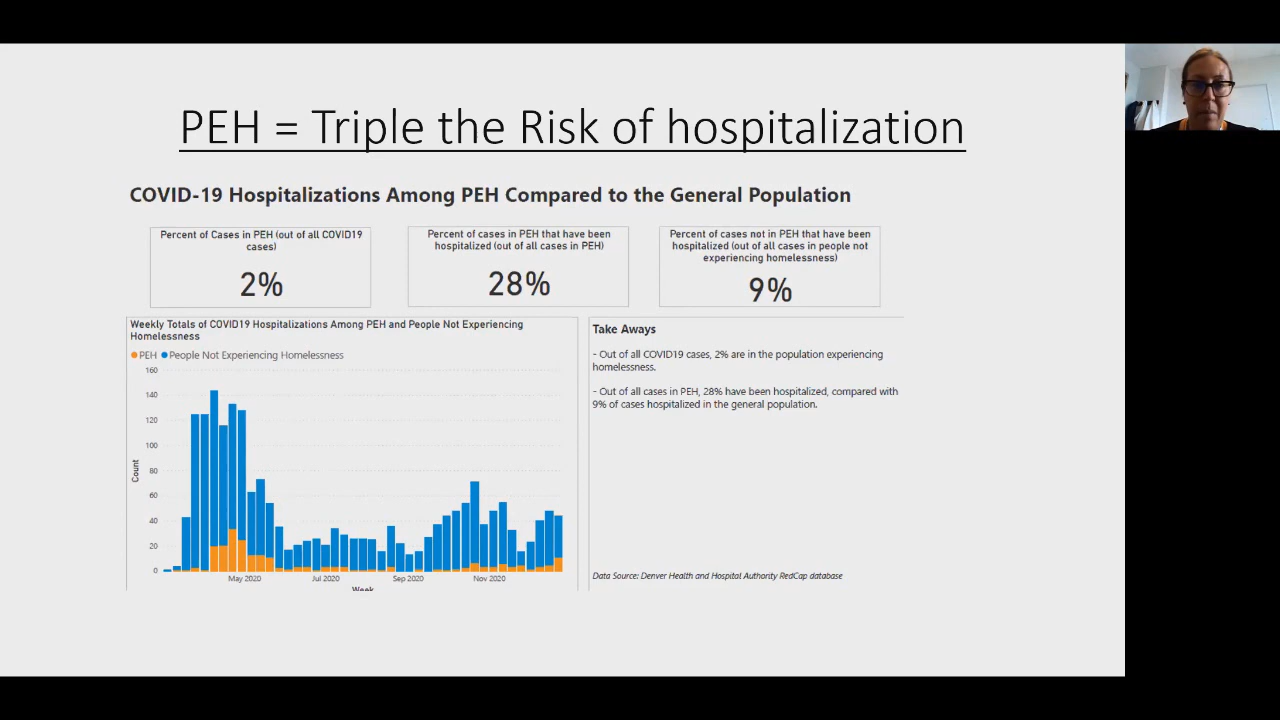 PEH = Triple the Risk of hospitalization
COVID-19 Hospitalizations Among PEH Compared to the General Population
Percent of Cases in PEH (out of all COVID19
cases)
2%
Percent of cases in PEH that have been
hospitalized (out of all cases in PEH)
28%
Percent of cases not in PEH that have been
hospitalized (out of all cases in people not
experiencing homelessness)
9%
Weekly Totals of COVID19 Hospitalizations Among PEH and People Not Experiencing
Homelessness
PEH People Not Experiencing Homelessness
160
140
120
100
80
60
40
20
0
Count
May 2020 Jul 2020 Sep 2020 Nov 2020
Week
Take Aways
- Out of all COVID19 cases, 2% are in the population experiencing
homelessness.
- Out of all cases in PEH, 28% have been hospitalized, compared with
9% of cases hospitalized in the general population.
Data Source: Denver Health and Hospital Authority RedCap database